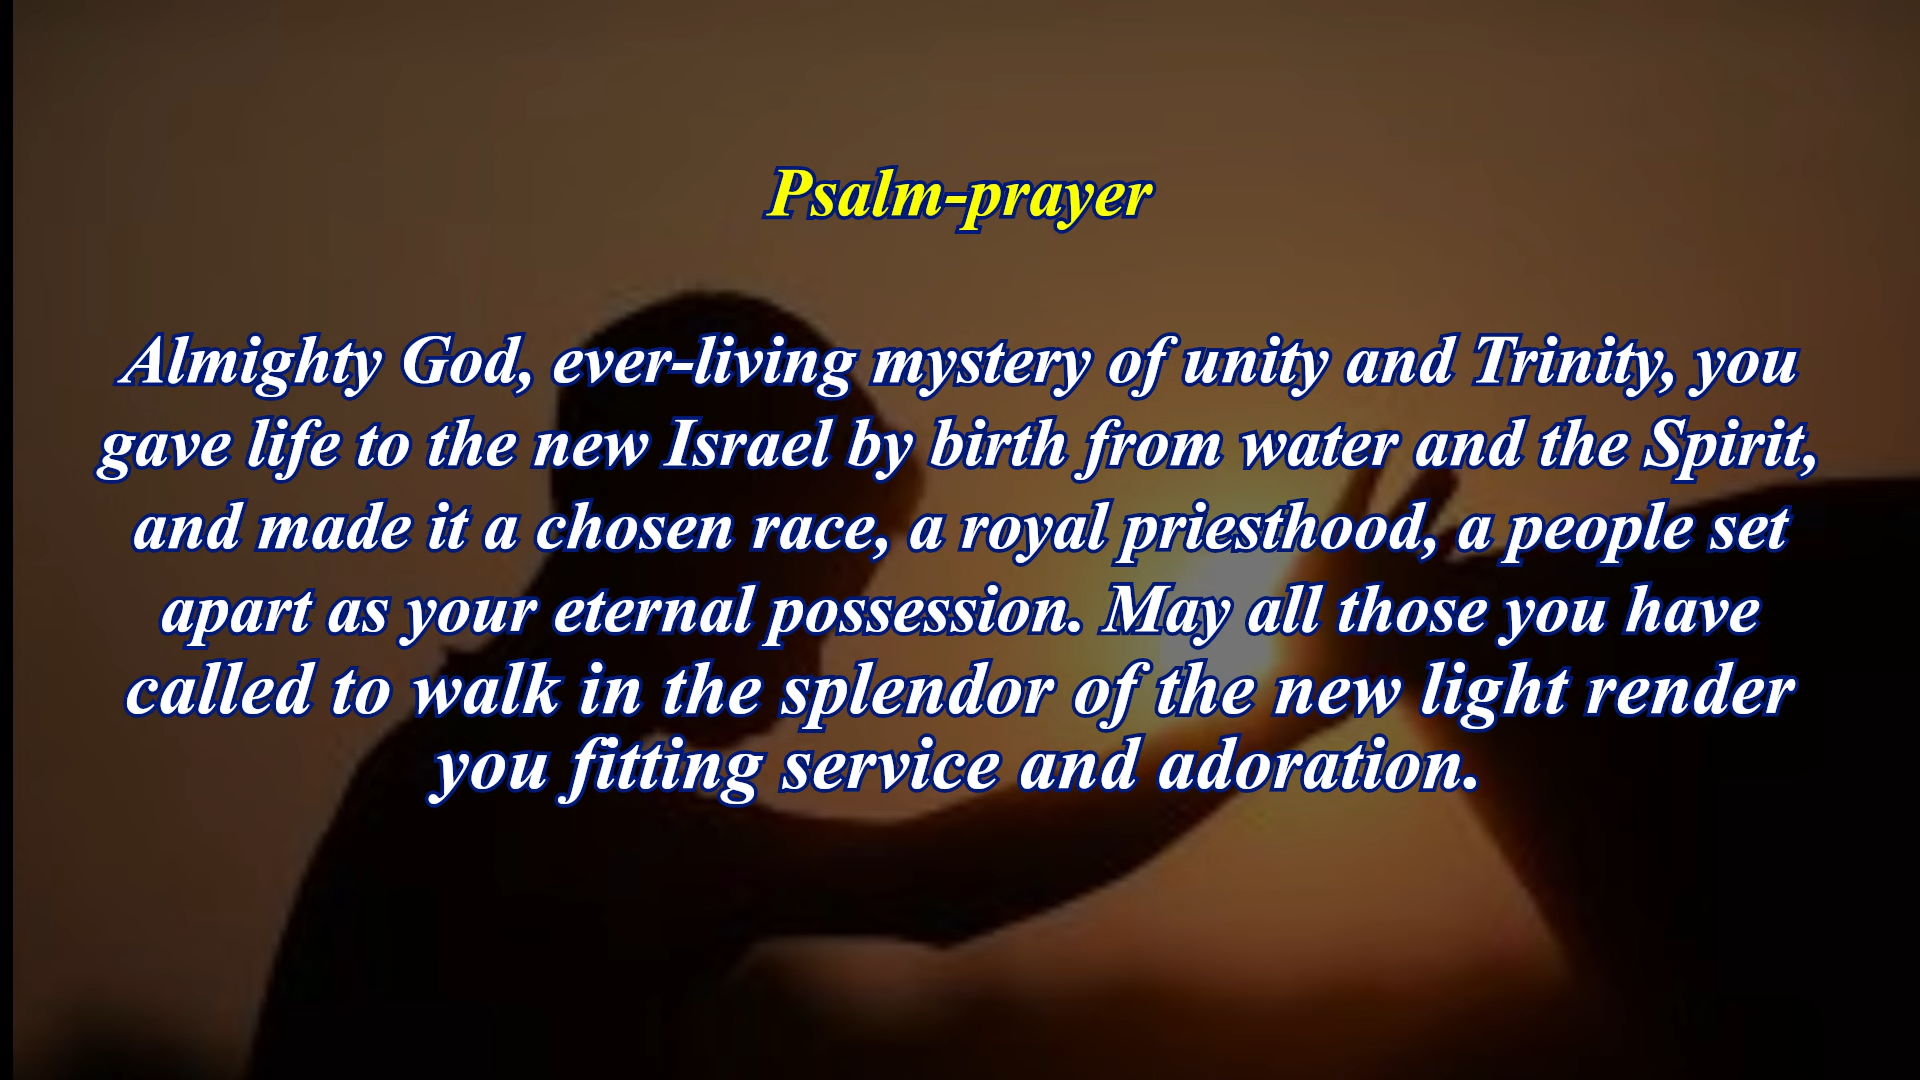 Psalm-prayer
Almighty God, ever-living mystery of unity and Trinity, you
gave life to the new Israel by birth from water and the Spirit,
and made it a chosen race, a royal priesthood, a people set
apart as your eternal possession. May all those you have
called to walk in the splendor of the new light render
you fitting service and adoration.